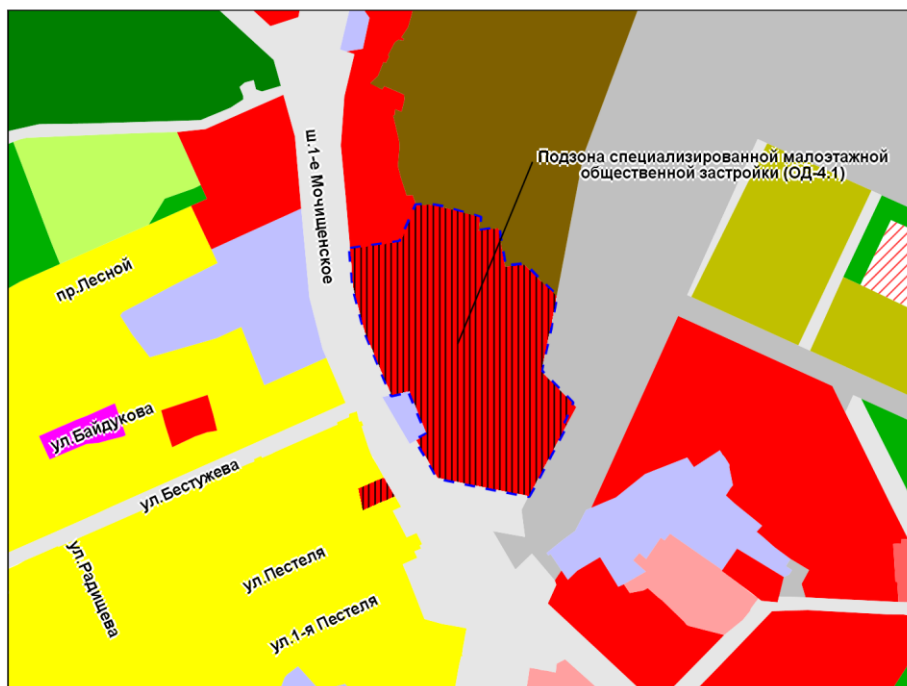 Подзона специализированной малоэтажной
общественной застройки (ОД-4.1)
ш.1-е Мочищенское
пр.Лесной
ул.Байдукова
ул.Бестужева
ул.Радищева
ул.Пестеля
ул.1-я Пестеля